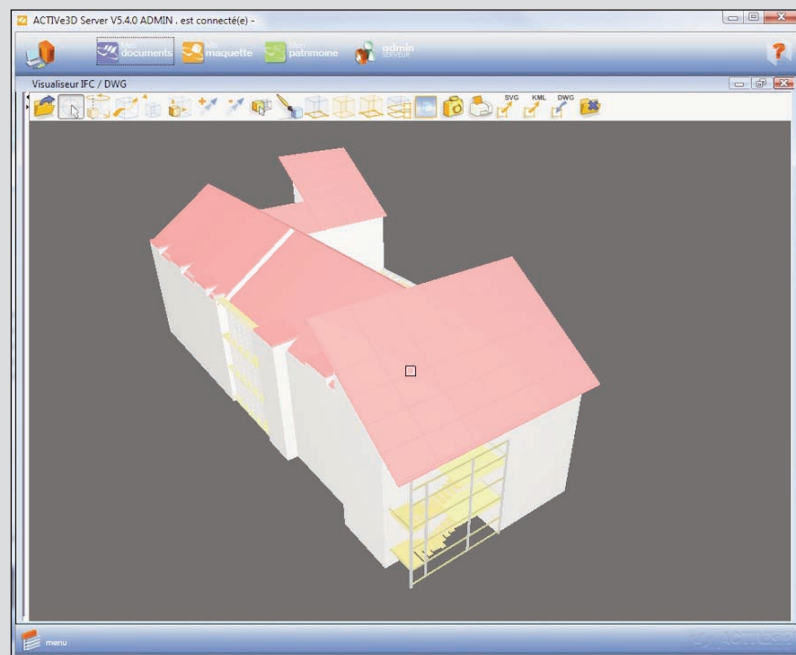 ACTIVe3D Server V5.4.0 ADMIN . est connecté(e) -
documents maquette patrimoine admin SERVEUR
Visualiseur IFC / DWG
SVG KML DWG
menu